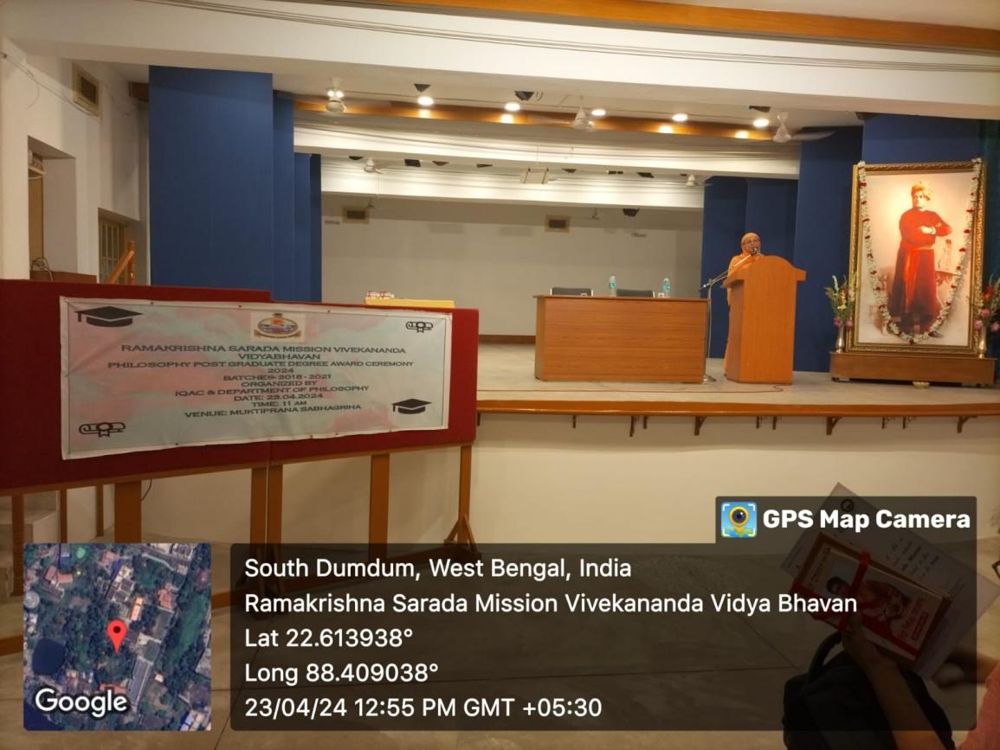 RAMAKRISHNA SARADA MISSION VIVEKANANDA
VIDYABHAVAN
PHILOSOPHY POST GRADUATE DEGREE AWARD CEREMONY
2024
BATCHES- 2018 - 2021
ORGANIZED BY
IQAC & DEPARTMENT OF PHILOSOPHY
DATE: 23.04.2024
TIME: 11 AM
VENUE: MUKTIPRANA SABHAGRIHA
GPS Map Camera
South Dumdum, West Bengal, India
Ramakrishna Sarada Mission Vivekananda Vidya Bhavan
Lat 22.613938°
Long 88.409038°
23/04/24 12:55 PM GMT +05:30
Google